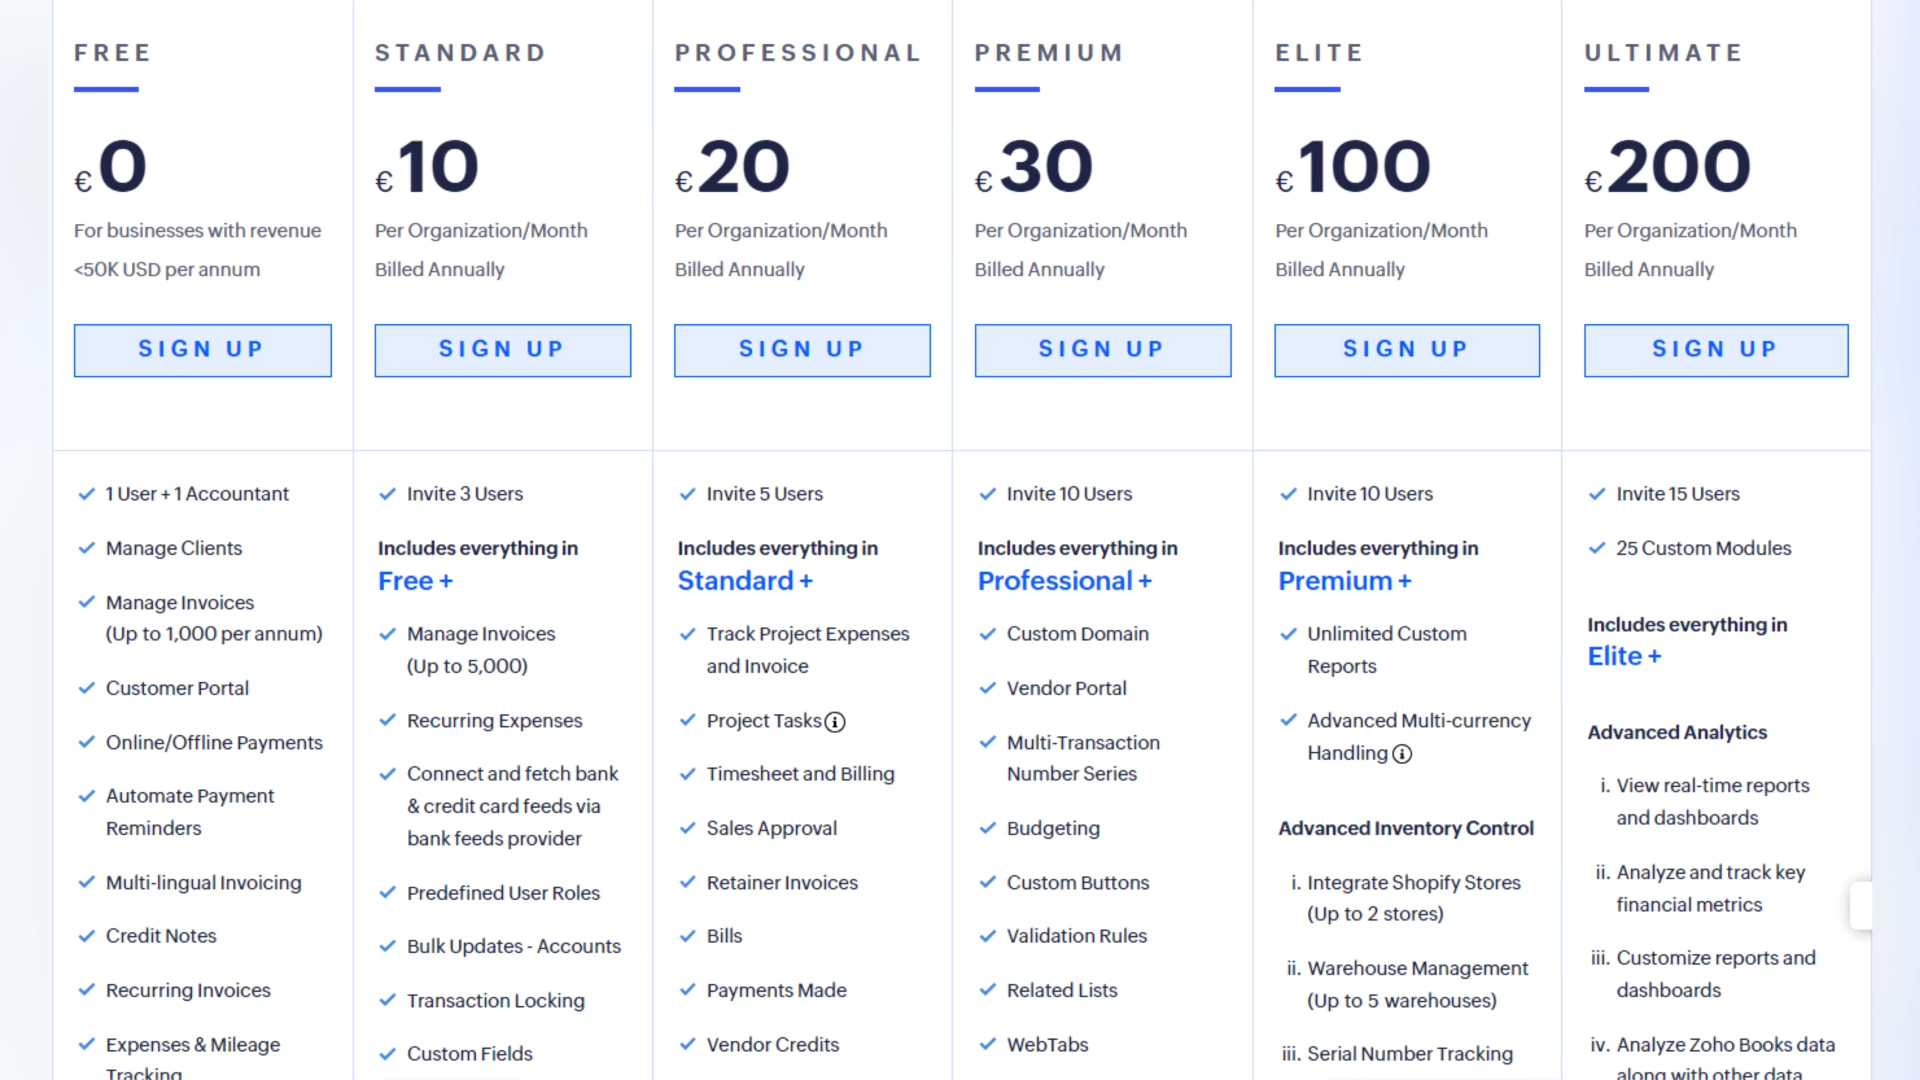 FREE
€0
For businesses with revenue
<50K USD per annum
SIGN UP
1 User + 1 Accountant
Manage Clients
Manage Invoices
(Up to 1,000 per annum)
Customer Portal
Online/Offline Payments
Automate Payment
Reminders
Multi-lingual Invoicing
Credit Notes
Recurring Invoices
Expenses & Mileage
Tracking
STANDARD
€10
Per Organization/Month
Billed Annually
SIGN UP
Invite 3 Users
Includes everything in
Free +
Manage Invoices
(Up to 5,000)
Recurring Expenses
Connect and fetch bank
& credit card feeds via
bank feeds provider
Predefined User Roles
Bulk Updates - Accounts
Transaction Locking
Custom Fields
PROFESSIONAL
€20
Per Organization/Month
Billed Annually
SIGN UP
Invite 5 Users
Includes everything in
Standard +
Track Project Expenses
and Invoice
Project Tasks
Timesheet and Billing
Sales Approval
Retainer Invoices
Bills
Payments Made
Vendor Credits
PREMIUM
€30
Per Organization/Month
Billed Annually
SIGN UP
Invite 10 Users
Includes everything in
Professional +
Custom Domain
Vendor Portal
Multi-Transaction
Number Series
Budgeting
Custom Buttons
Validation Rules
Related Lists
WebTabs
ELITE
€100
Per Organization/Month
Billed Annually
SIGN UP
Invite 10 Users
Includes everything in
Premium +
Unlimited Custom
Reports
Advanced Multi-currency
Handling
Advanced Inventory Control
i. Integrate Shopify Stores
(Up to 2 stores)
ii. Warehouse Management
(Up to 5 warehouses)
iii. Serial Number Tracking
ULTIMATE
€200
Per Organization/Month
Billed Annually
SIGN UP
Invite 15 Users
25 Custom Modules
Includes everything in
Elite +
Advanced Analytics
i. View real-time reports
and dashboards
ii. Analyze and track key
financial metrics
iii. Customize reports and
dashboards
iv. Analyze Zoho Books data
along with other data